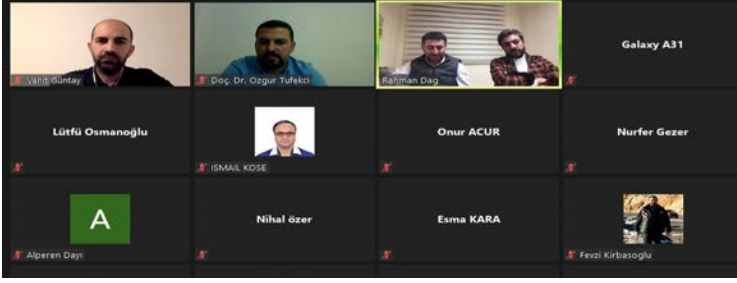 Vahit Güntay
Doç. Dr. Ozgur Tufekci
Rahman Dag
Galaxy A31
Lütfü Osmanoğlu
ISMAIL KOSE
Onur ACUR
Nurfer Gezer
A
Alperen Dayı
Nihal özer
Esma KARA
Fevzi Kirbasoglu